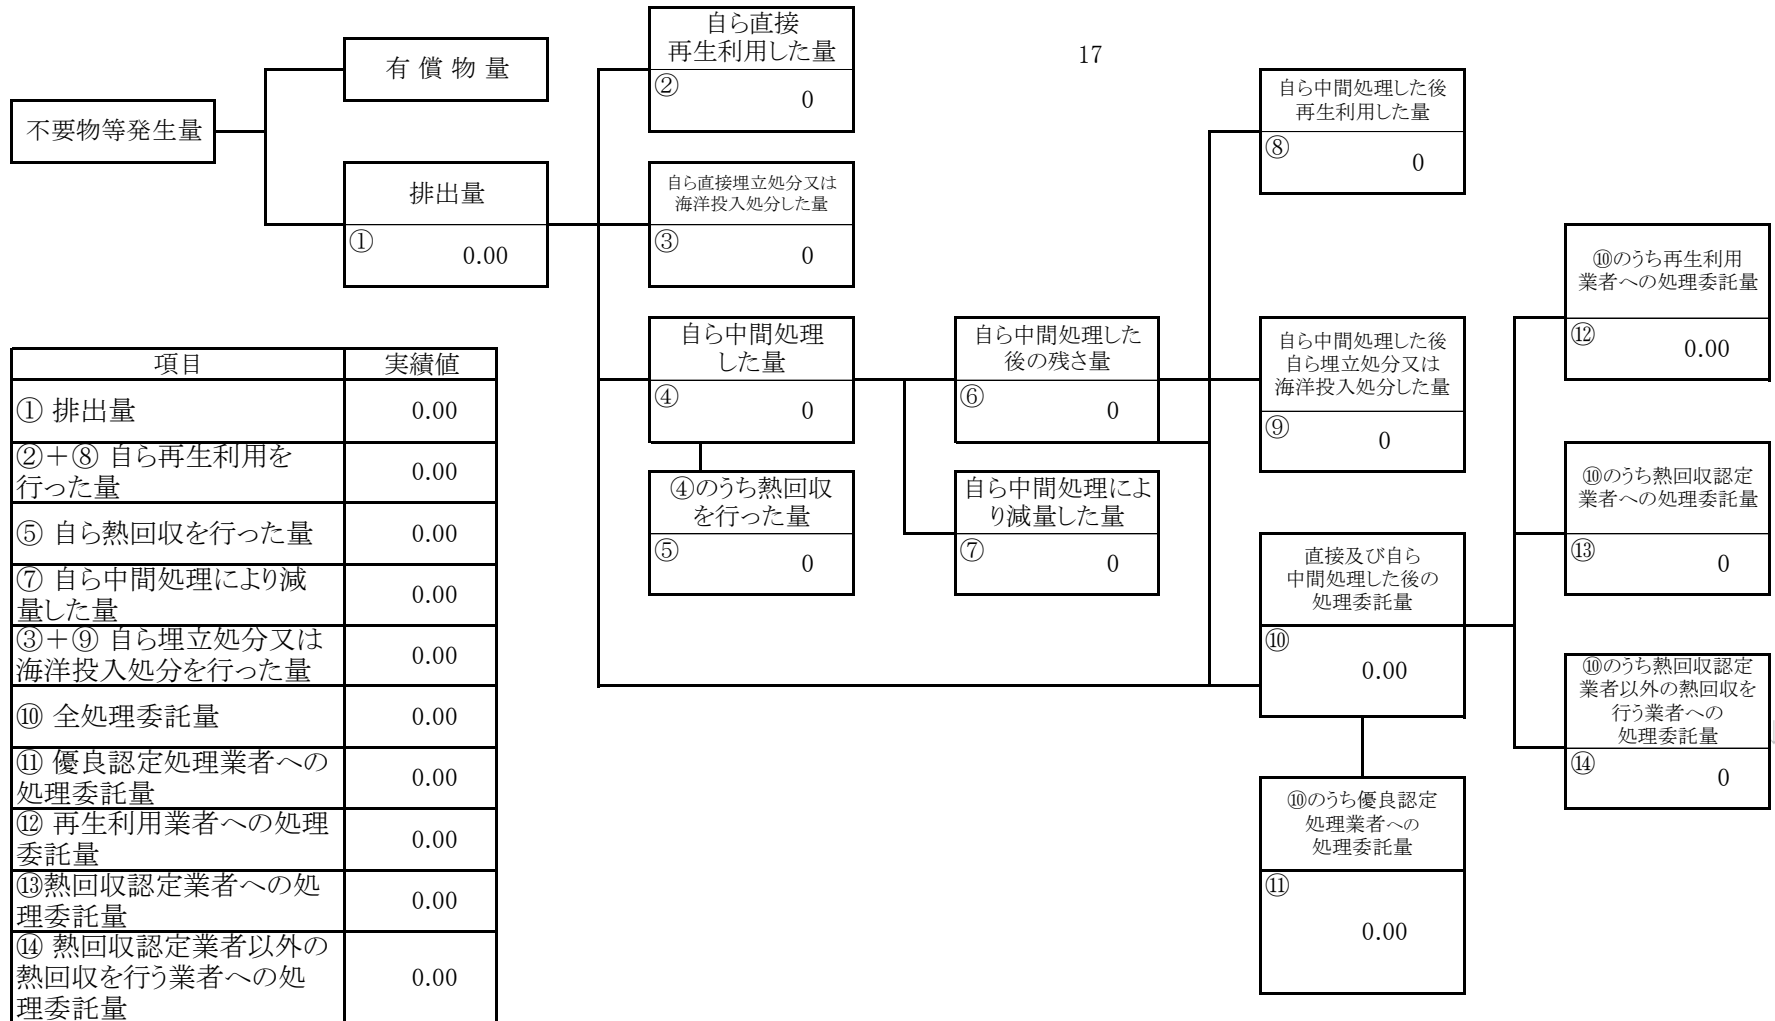 17
不要物等発生量
有 償 物 量
排出量
①
0.00
自ら直接
再生利用した量
②
0
自ら直接埋立処分又は
海洋投入処分した量
③
0
自ら中間処理
した量
④
0
④のうち熱回収
を行った量
⑤
0
自ら中間処理した
後の残さ量
⑥
0
自ら中間処理によ
り減量した量
⑦
0
自ら中間処理した後
再生利用した量
⑧
0
自ら中間処理した後
自ら埋立処分又は
海洋投入処分した量
⑨
0
直接及び自ら
中間処理した後の
処理委託量
⑩
0.00
⑩のうち優良認定
処理業者への
処理委託量
⑪
0.00
⑩のうち再生利用
業者への処理委託量
⑫
0.00
⑩のうち熱回収認定
業者への処理委託量
⑬
0
⑩のうち熱回収認定
業者以外の熱回収を
行う業者への
処理委託量
⑭
0
項目 実績値
① 排出量 0.00
②＋⑧ 自ら再生利用を
行った量 0.00
⑤ 自ら熱回収を行った量 0.00
⑦ 自ら中間処理により減
量した量 0.00
③＋⑨ 自ら埋立処分又は
海洋投入処分を行った量 0.00
⑩ 全処理委託量 0.00
⑪ 優良認定処理業者への
処理委託量 0.00
⑫ 再生利用業者への処理
委託量 0.00
⑬熱回収認定業者への処
理委託量 0.00
⑭ 熱回収認定業者以外の
熱回収を行う業者への処
理委託量 0.00